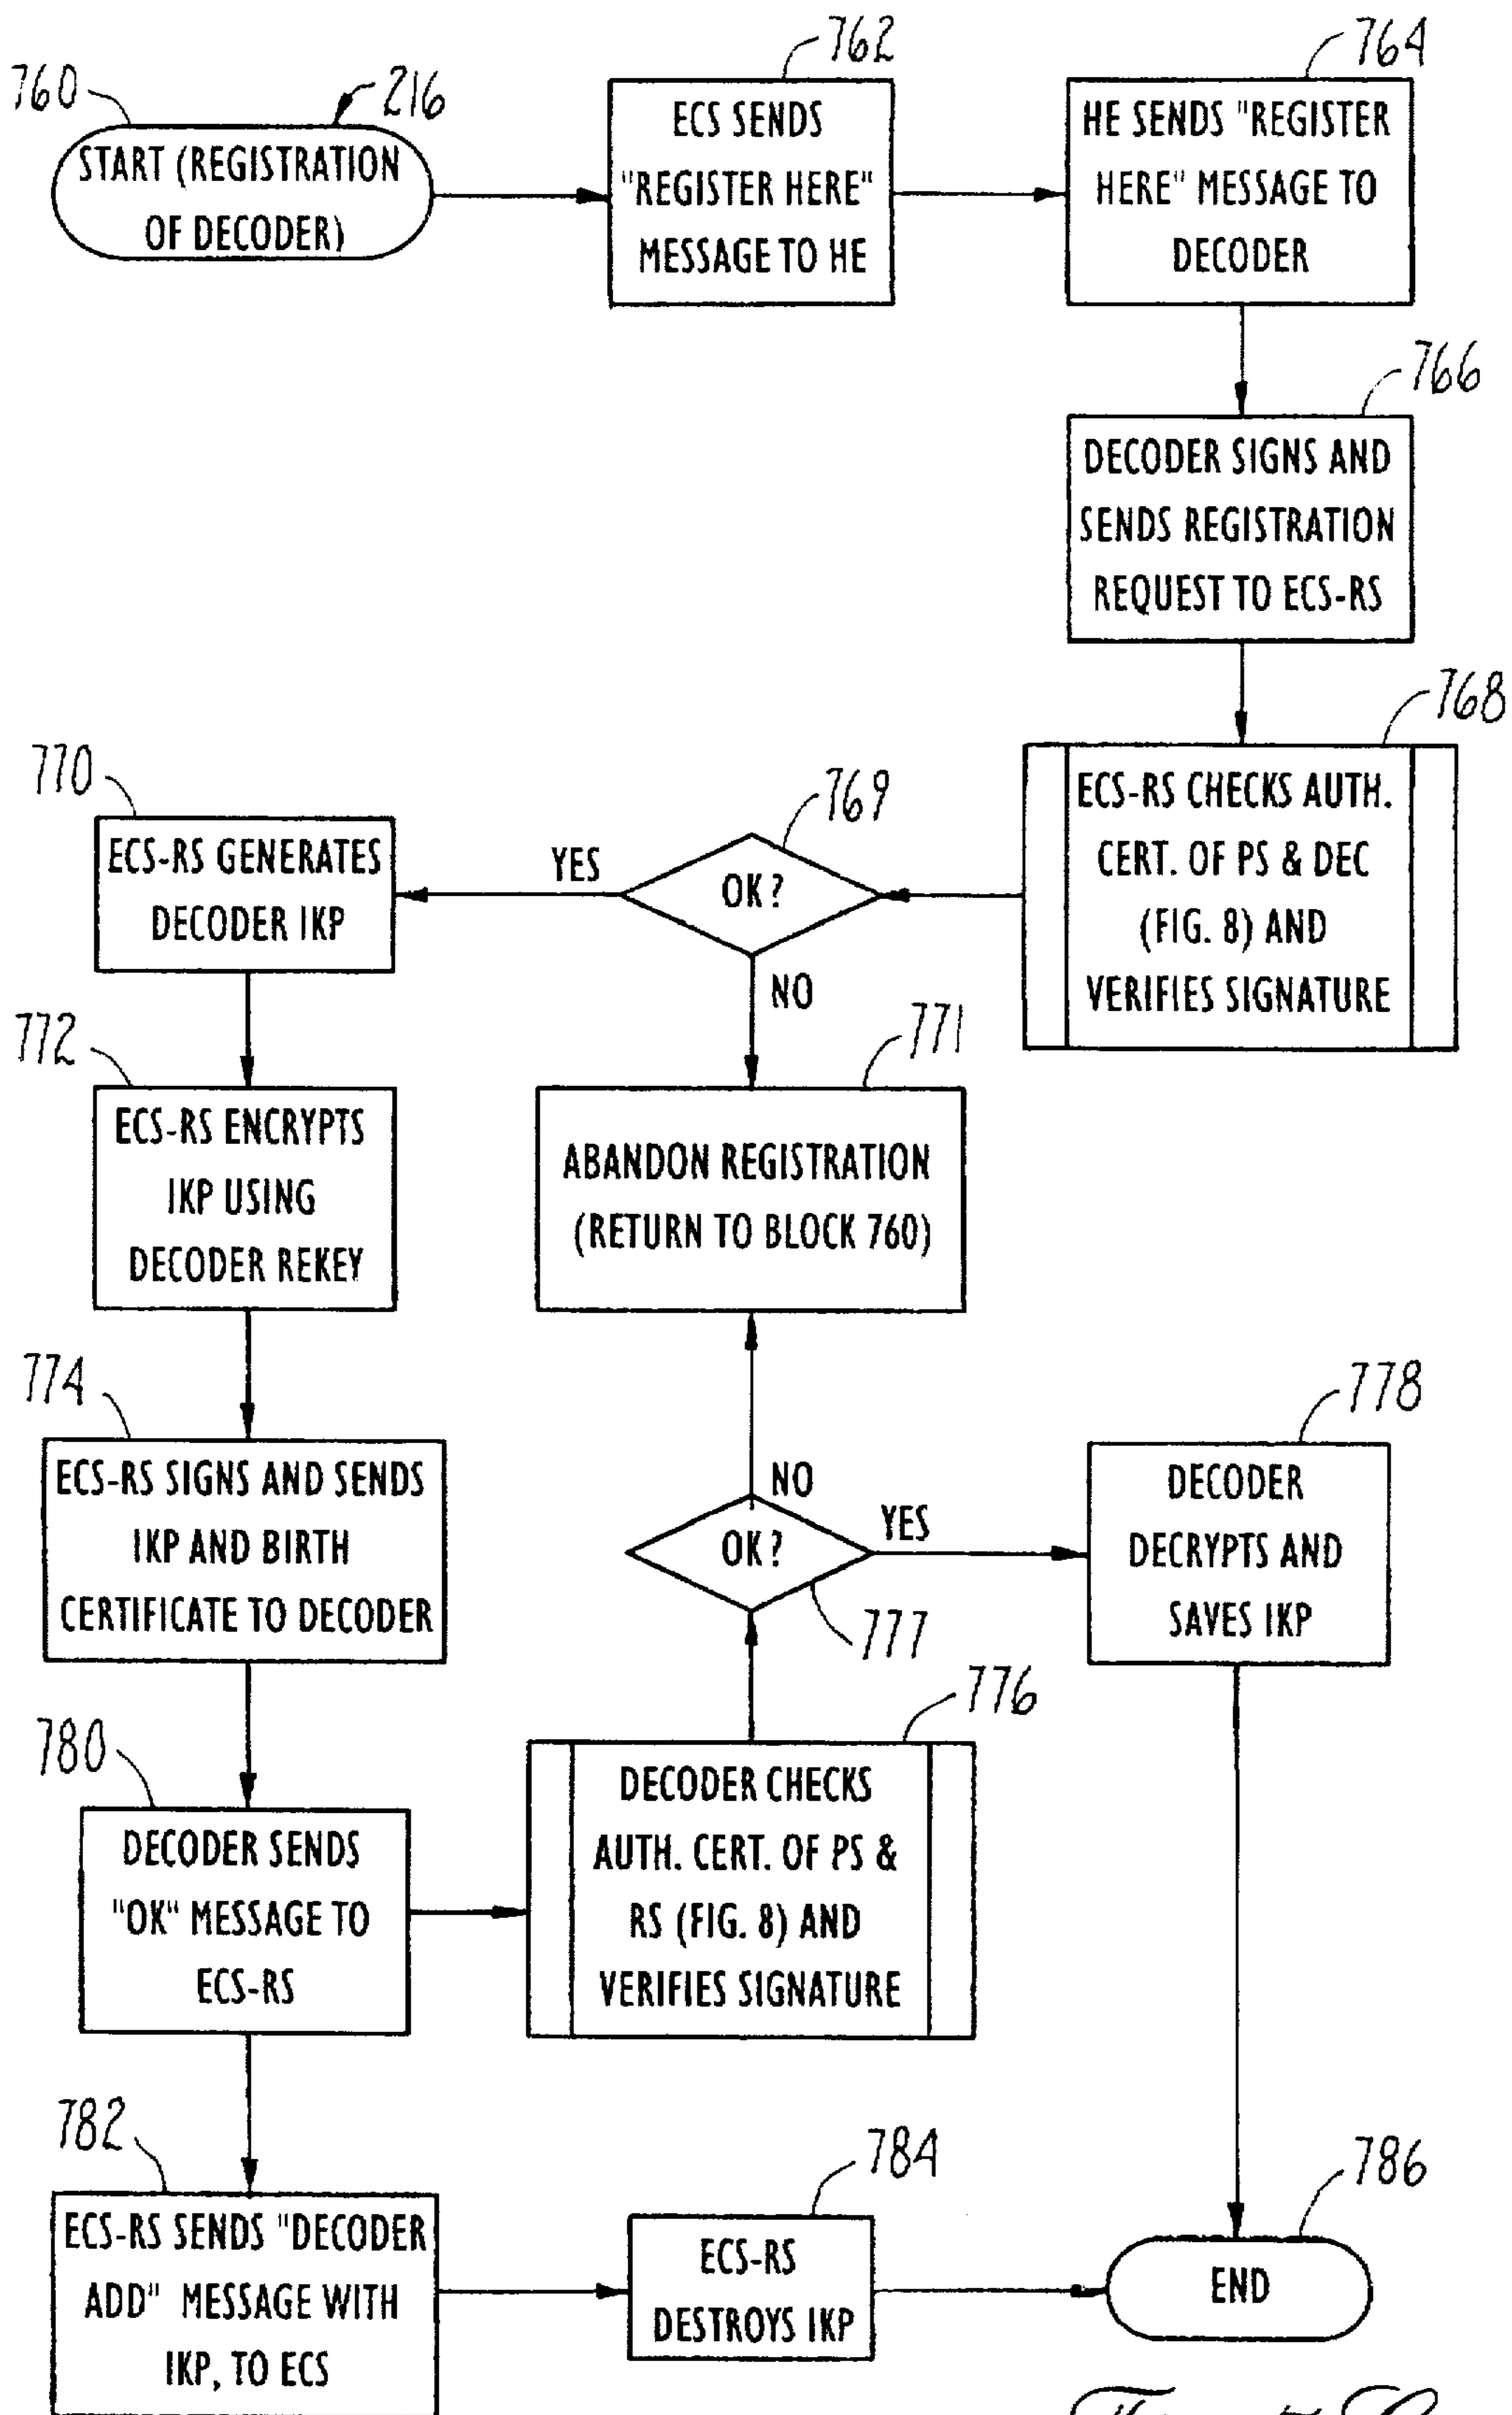 760
216
START (REGISTRATION
OF DECODER)
762
ECS SENDS
"REGISTER HERE"
MESSAGE TO HE
764
HE SENDS "REGISTER
HERE" MESSAGE TO
DECODER
766
DECODER SIGNS AND
SENDS REGISTRATION
REQUEST TO ECS-RS
768
ECS-RS CHECKS AUTH.
CERT. OF PS & DEC
(FIG. 8) AND
VERIFIES SIGNATURE
769
OK?
YES
NO
770
ECS-RS GENERATES
DECODER IKP
771
ABANDON REGISTRATION
(RETURN TO BLOCK 760)
772
ECS-RS ENCRYPTS
IKP USING
DECODER REKEY
774
ECS-RS SIGNS AND SENDS
IKP AND BIRTH
CERTIFICATE TO DECODER
780
DECODER SENDS
"OK" MESSAGE TO
ECS-RS
776
DECODER CHECKS
AUTH. CERT. OF PS &
RS (FIG. 8) AND
VERIFIES SIGNATURE
777
OK?
NO
YES
778
DECODER
DECRYPTS AND
SAVES IKP
782
ECS-RS SENDS "DECODER
ADD" MESSAGE WITH
IKP, TO ECS
784
ECS-RS
DESTROYS IKP
786
END